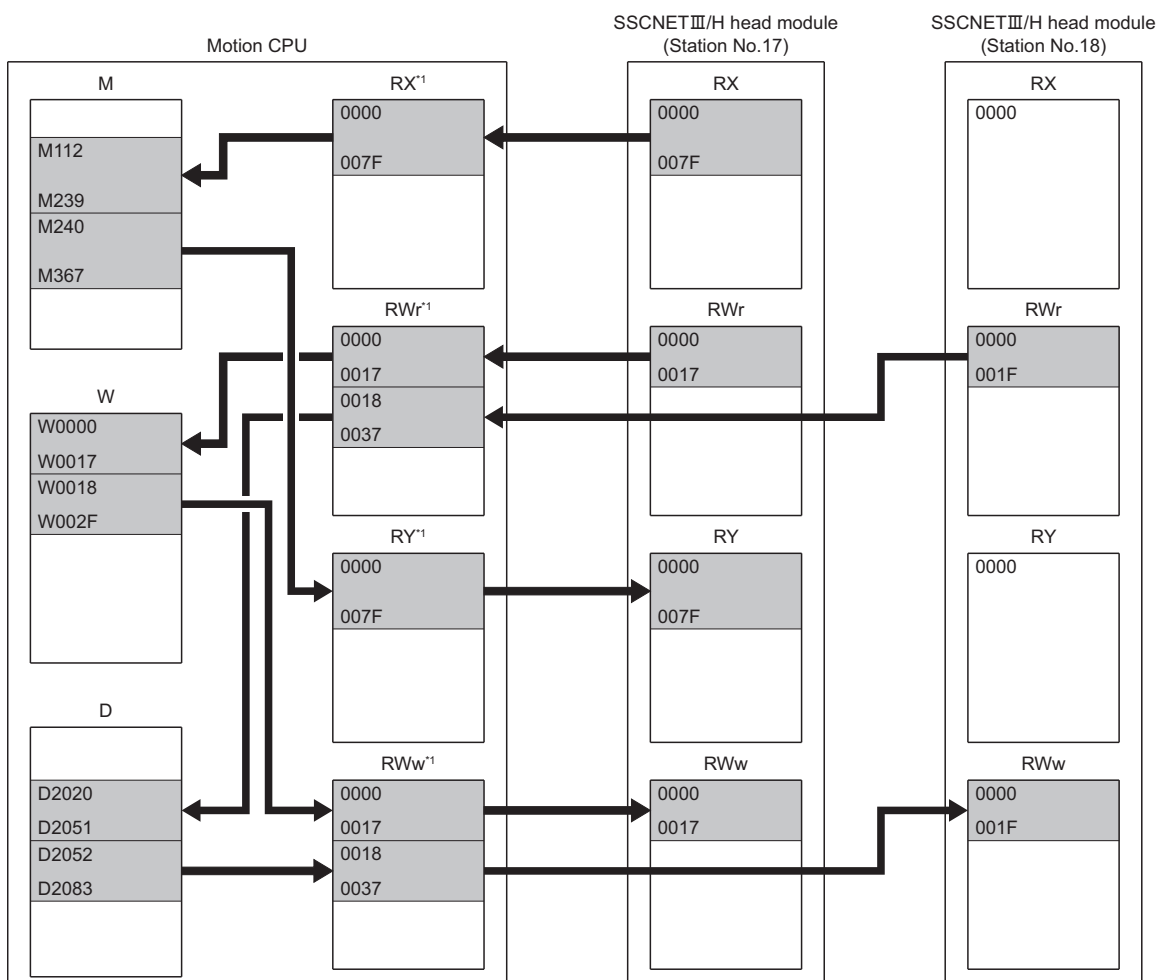 Motion CPU
SSCNETⅢ/H head module
(Station No.17)
SSCNETⅢ/H head module
(Station No.18)
M
M112
M239
M240
M367
W
W0000
W0017
W0018
W002F
D
D2020
D2051
D2052
D2083
RX*1
0000
007F
RWr*1
0000
0017
0018
0037
RY*1
0000
007F
RWw*1
0000
0017
0018
0037
RX
0000
007F
RWr
0000
0017
RY
0000
007F
RWw
0000
0017
RX
0000
RWr
0000
001F
RY
0000
RWw
0000
001F